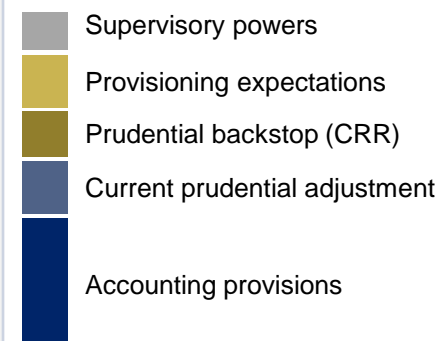 Supervisory powers
Provisioning expectations
Prudential backstop (CRR)
Current prudential adjustment
Accounting provisions